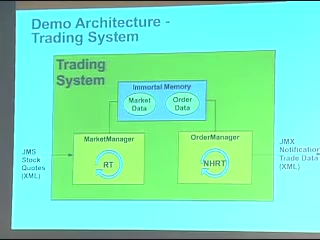 Demo Architecture -
Trading System
Trading
System
Immortal Memory
Market
Data
Order
Data
MarketManager
OrderManager
RT
NHRT
JMS
Stock
Quotes
(XML)
JMX
Notification
Trade Data
(XML)